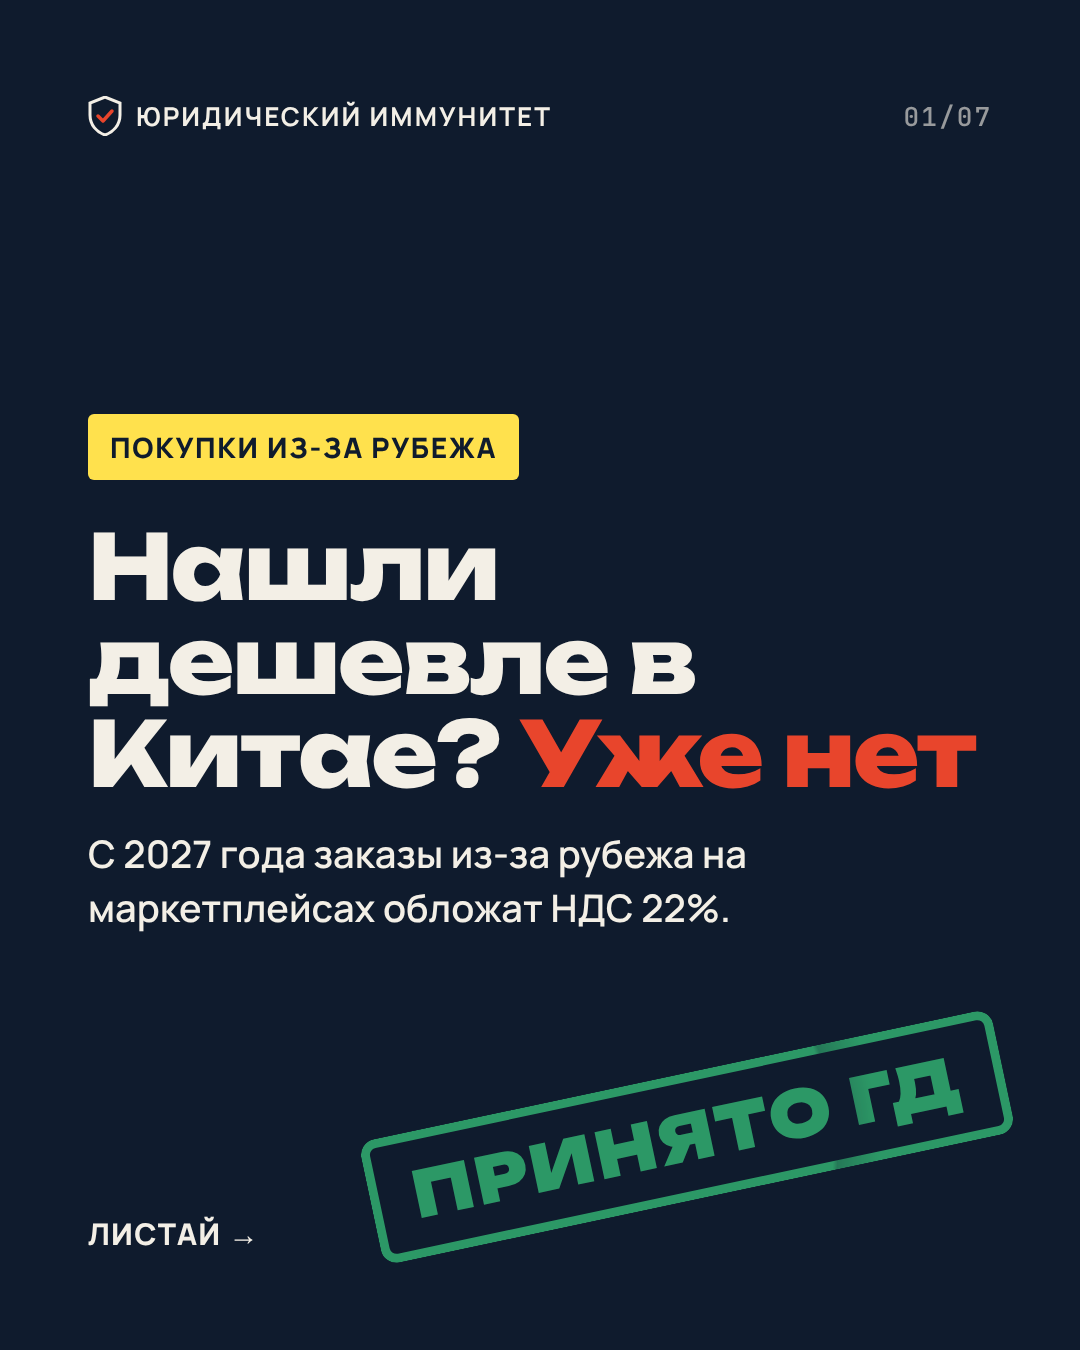 ЮРИДИЧЕСКИЙ ИММУНИТЕТ
01/07
ПОКУПКИ ИЗ-ЗА РУБЕЖА
Нашли
дешевле в
Китае? Уже нет
С 2027 года заказы из-за рубежа на
маркетплейсах обложат НДС 22%.
ПРИНЯТО ГД
ЛИСТАЙ →